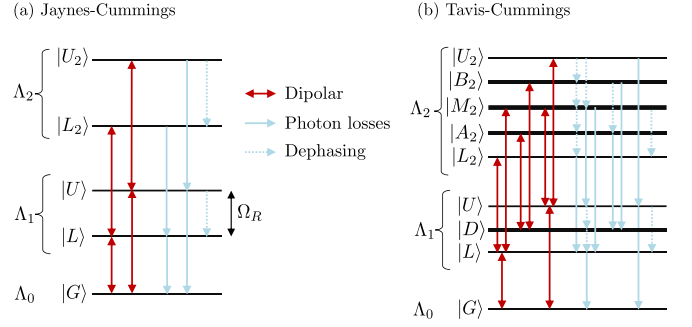 (a) Jaynes-Cummings
|U₂⟩
Λ₂
|L₂⟩
|U⟩
Λ₁
|L⟩
Ω_R
Λ₀
|G⟩
Dipolar
Photon losses
Dephasing
(b) Tavis-Cummings
|U₂⟩
|B₂⟩
Λ₂
|M₂⟩
|A₂⟩
|L₂⟩
|U⟩
Λ₁
|D⟩
|L⟩
Λ₀
|G⟩